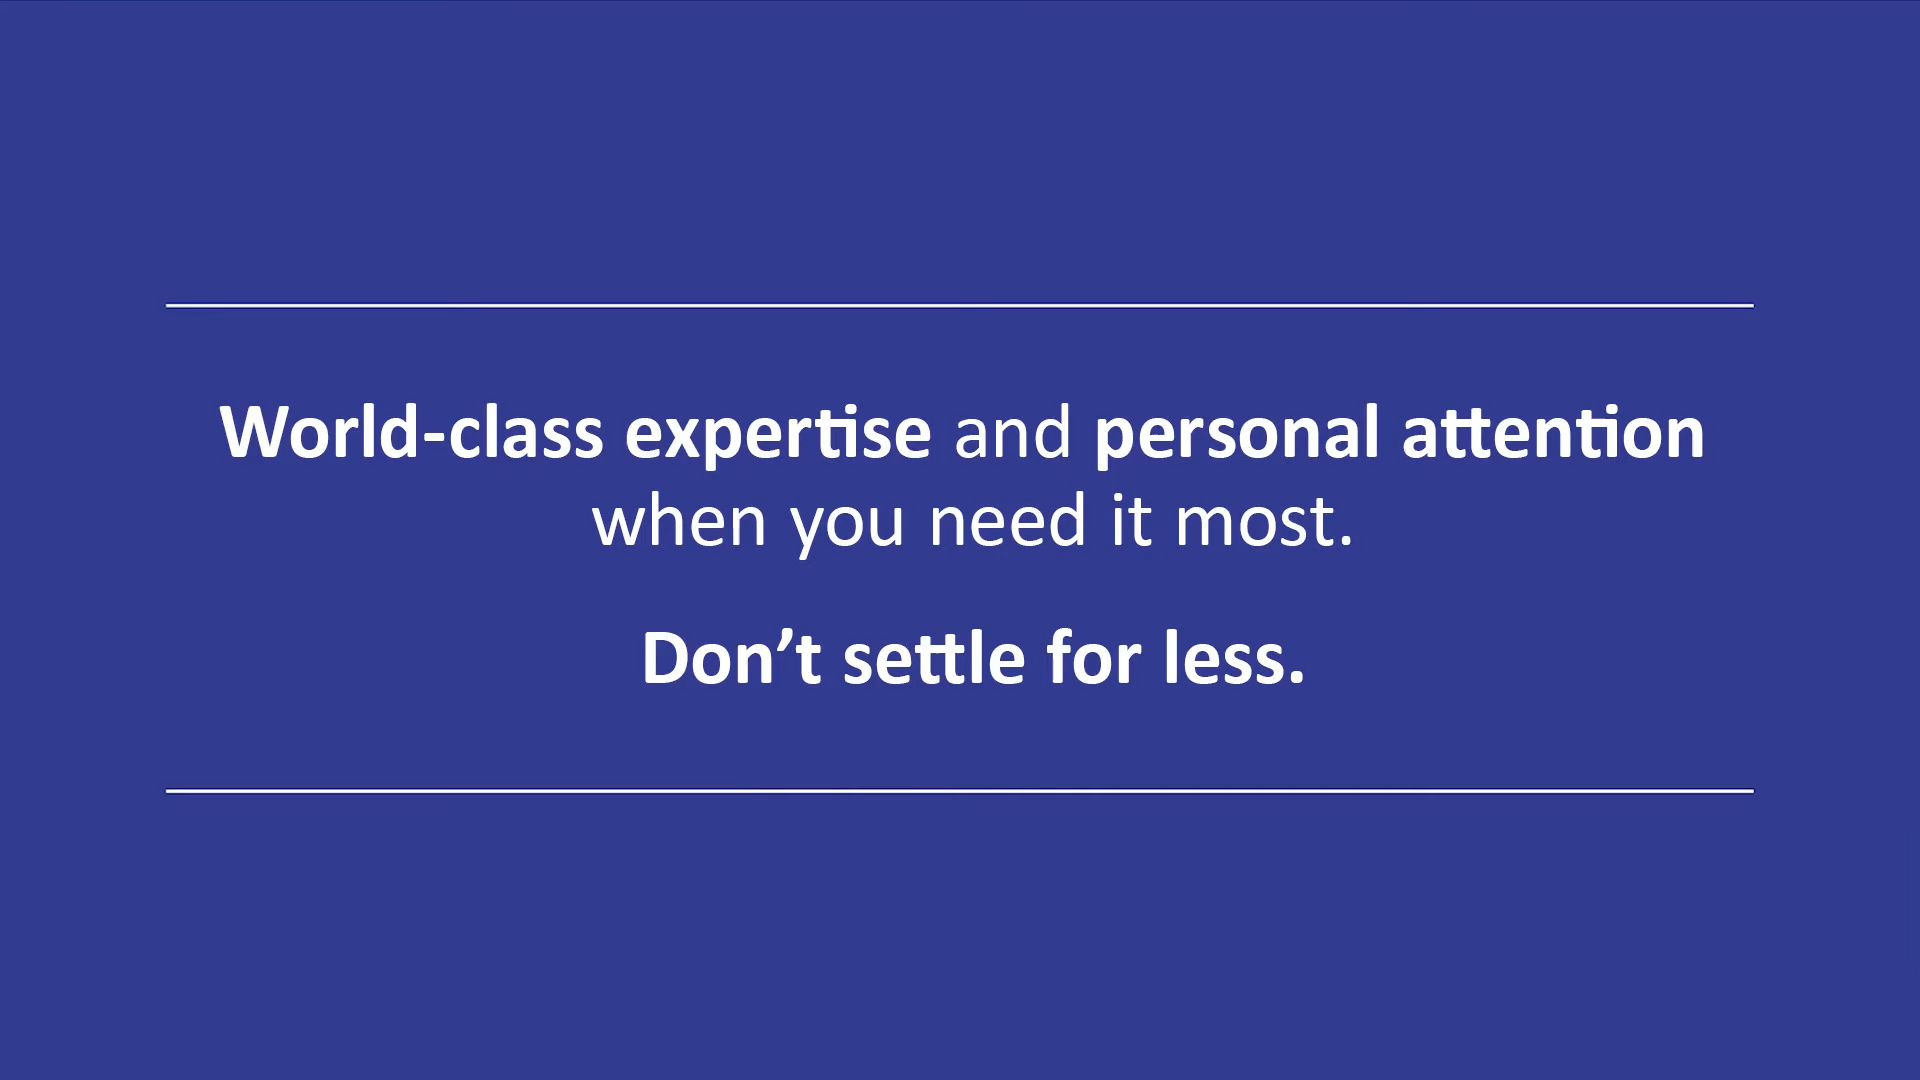 World-class expertise and personal attention
when you need it most.
Don’t settle for less.